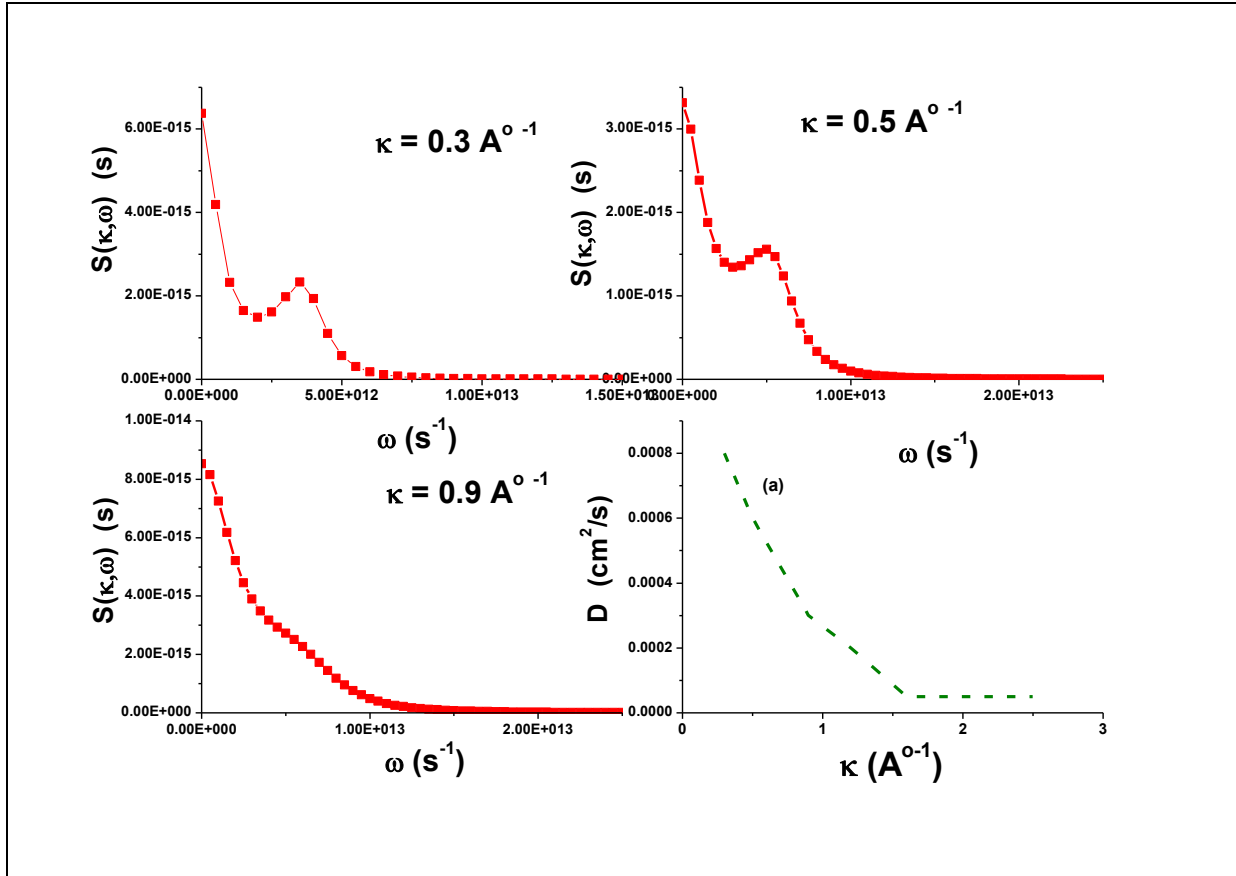 κ = 0.3 A° ⁻¹
S(κ,ω) (s)
6.00E-015
4.00E-015
2.00E-015
0.00E+000
0.00E+000 5.00E+012 1.00E+013
ω (s⁻¹)
κ = 0.5 A° ⁻¹
S(κ,ω) (s)
3.00E-015
2.00E-015
1.00E-015
0.00E+000 1.00E+013 2.00E+013
ω (s⁻¹)
κ = 0.9 A° ⁻¹
S(κ,ω) (s)
1.00E-014
8.00E-015
6.00E-015
4.00E-015
2.00E-015
0.00E+000
0.00E+000 1.00E+013 2.00E+013
ω (s⁻¹)
(a)
D (cm²/s)
0.0008
0.0006
0.0004
0.0002
0.0000
0 1 2 3
κ (A°⁻¹)